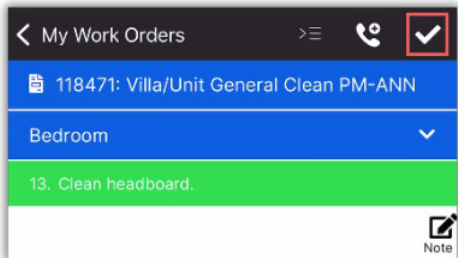 My Work Orders
118471: Villa/Unit General Clean PM-ANN
Bedroom
13. Clean headboard.
Note